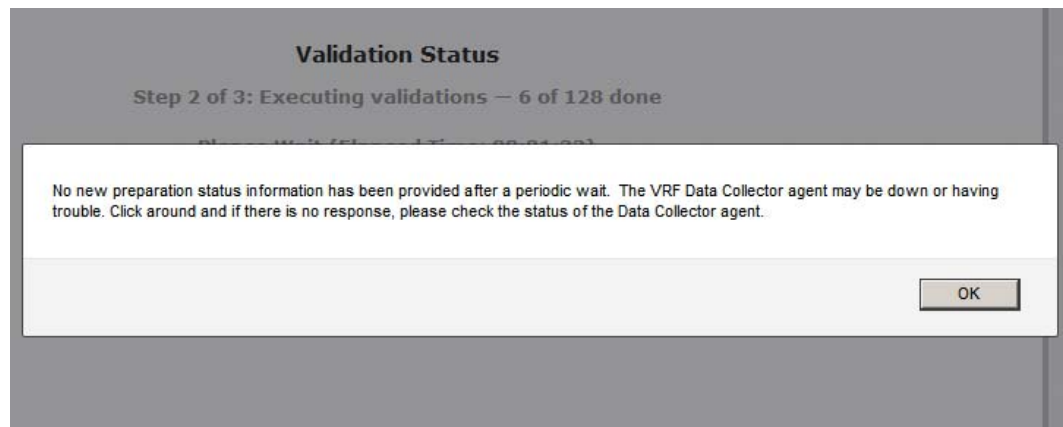 Validation Status
Step 2 of 3: Executing validations — 6 of 128 done
No new preparation status information has been provided after a periodic wait.  The VRF Data Collector agent may be down or having
trouble. Click around and if there is no response, please check the status of the Data Collector agent.
OK